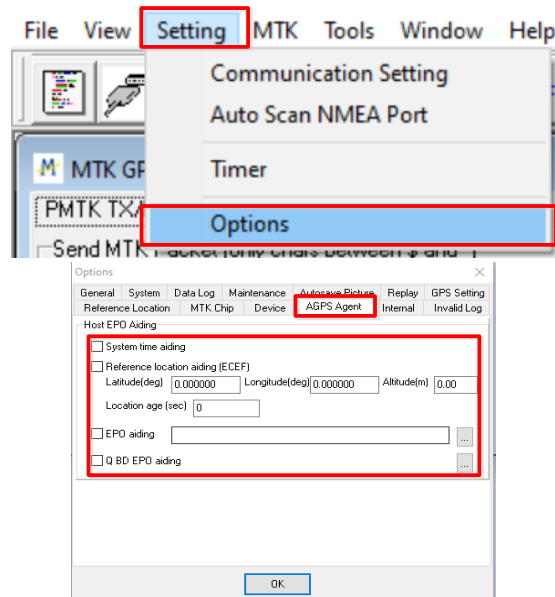 File View Setting MTK Tools Window Help
Communication Setting
Auto Scan NMEA Port
MTK GP
Timer
PMTK TX/
Options
Send MTK Packet (only chars between $ and
Options
General System Data Log Maintenance Autosave Picture Replay GPS Setting
Reference Location MTK Chip Device AGPS Agent Internal Invalid Log
Host EPO Aiding
System time aiding
Reference location aiding (ECEF)
Latitude(deg) 0.000000 Longitude(deg) 0.000000 Altitude(m) 0.00
Location age (sec) 0
EPO aiding ...
Q BD EPO aiding ...
OK